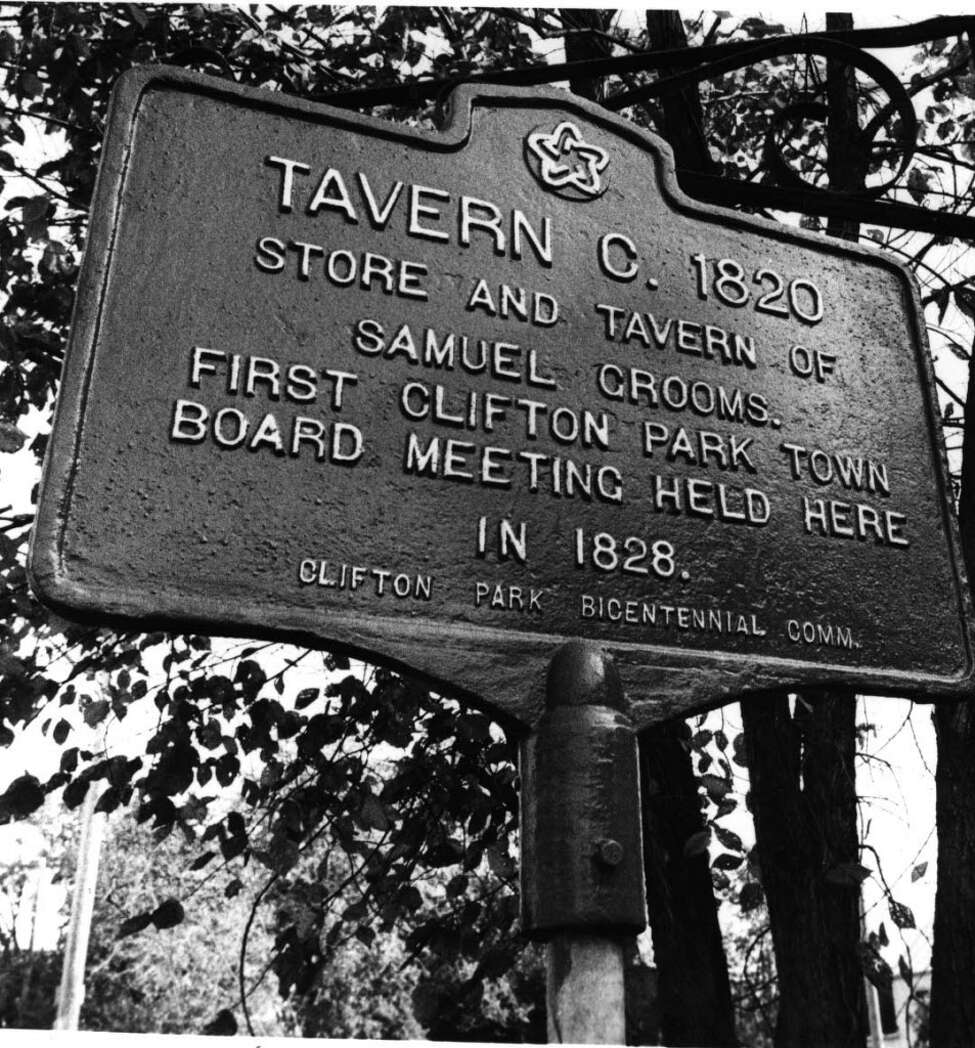 TAVERN C. 1820
STORE AND TAVERN OF
SAMUEL GROOMS.
FIRST CLIFTON PARK TOWN
BOARD MEETING HELD HERE
IN 1828.
CLIFTON PARK BICENTENNIAL COMM.